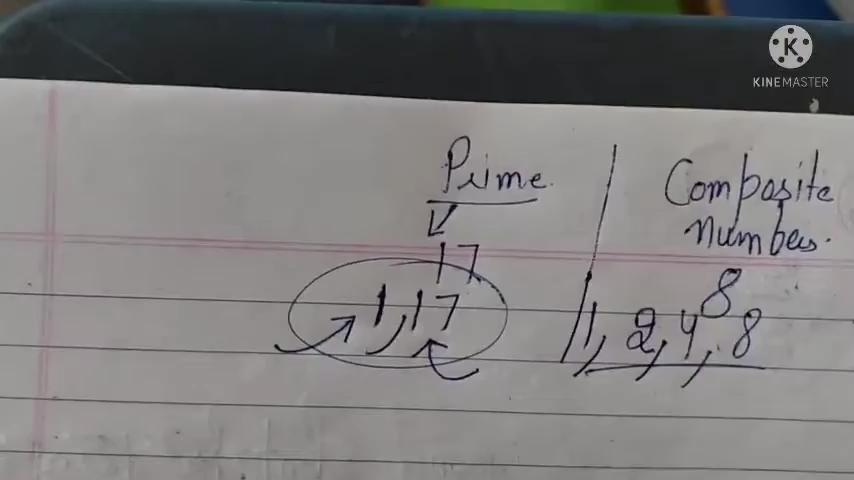 KINEMASTER
Prime
17
1, 17
Composite
numbers.
8
1, 2, 4, 8